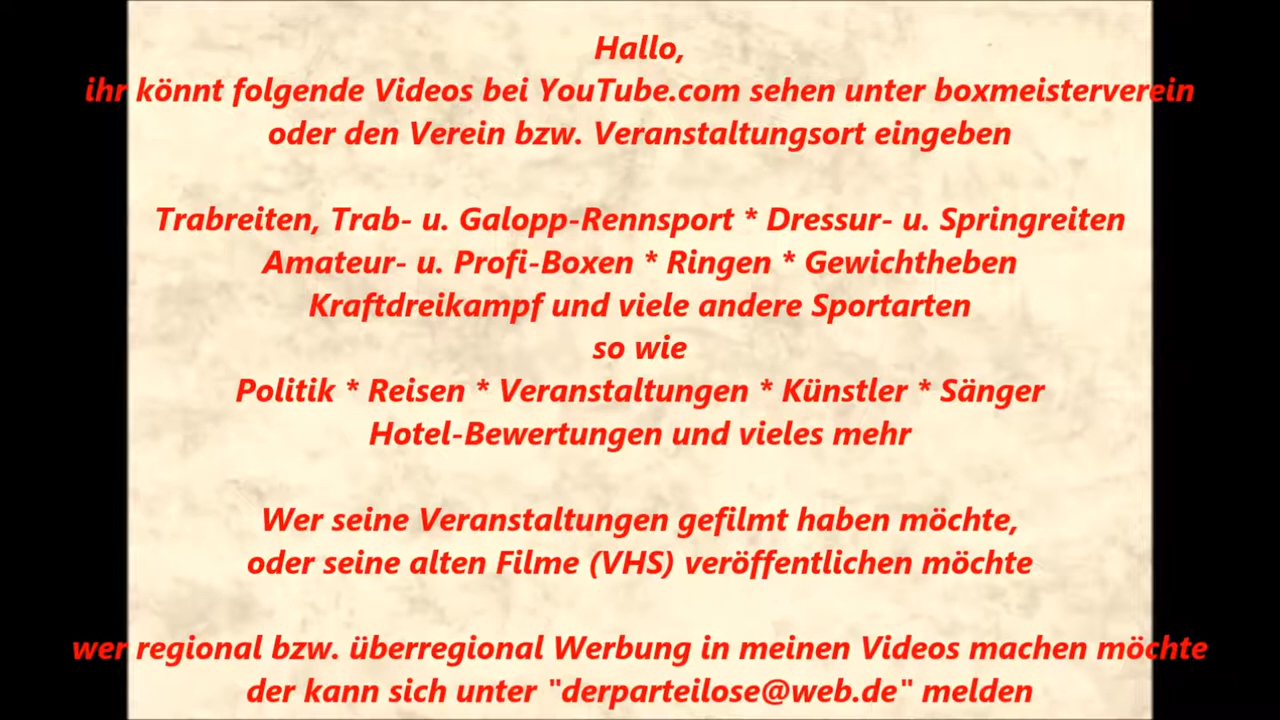 Hallo,
ihr könnt folgende Videos bei YouTube.com sehen unter boxmeisterverein
oder den Verein bzw. Veranstaltungsort eingeben
Trabreiten, Trab- u. Galopp-Rennsport * Dressur- u. Springreiten
Amateur- u. Profi-Boxen * Ringen * Gewichtheben
Kraftdreikampf und viele andere Sportarten
so wie
Politik * Reisen * Veranstaltungen * Künstler * Sänger
Hotel-Bewertungen und vieles mehr
Wer seine Veranstaltungen gefilmt haben möchte,
oder seine alten Filme (VHS) veröffentlichen möchte
wer regional bzw. überregional Werbung in meinen Videos machen möchte
der kann sich unter "derparteilose@web.de" melden